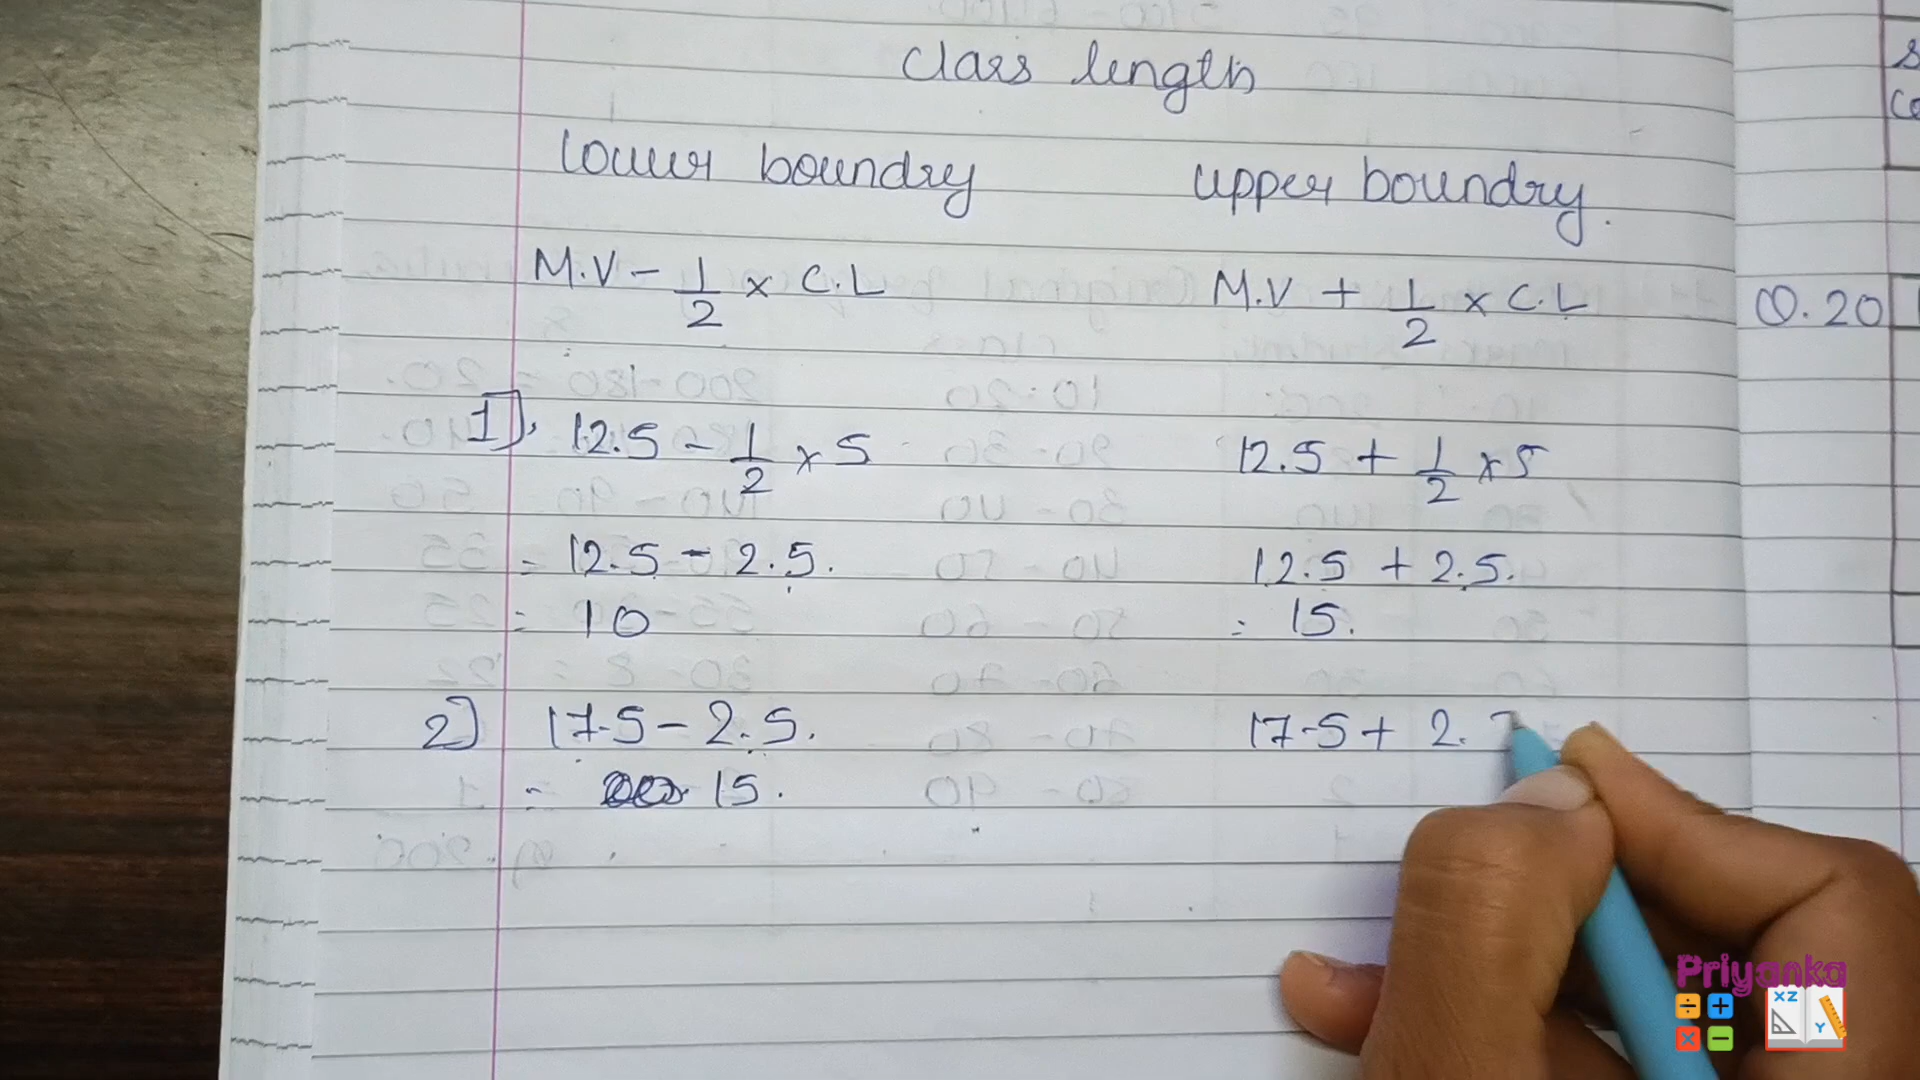 class length
lower boundry upper boundry.
M.V - 1/2 x C.L M.V + 1/2 x C.L
Q.20
1) 12.5 - 1/2 x 5 12.5 + 1/2 x 5
= 12.5 - 2.5. 12.5 + 2.5.
= 10 = 15.
2) 17.5 - 2.5. 17.5 + 2.
= 15.
Priyanka
XZ
Y